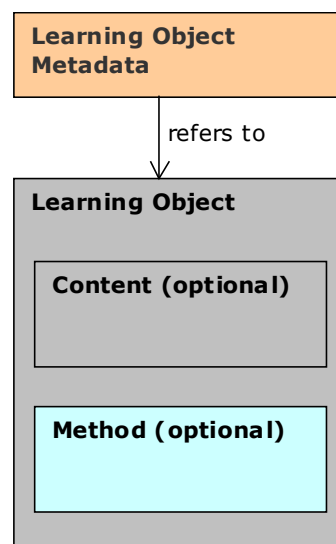 Learning Object
Metadata
refers to
Learning Object
Content (optional)
Method (optional)